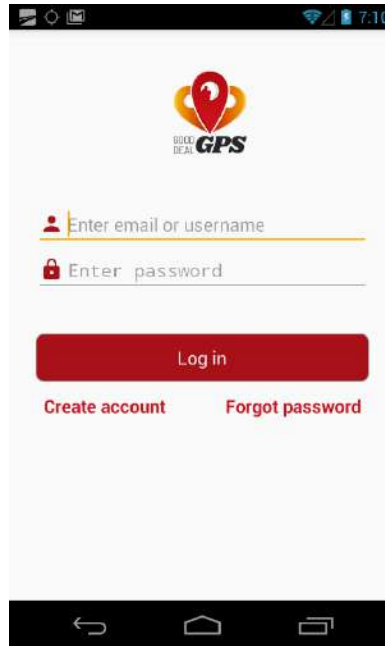 7:10
GOOD
DEAL GPS
Enter email or username
Enter password
Log in
Create account
Forgot password